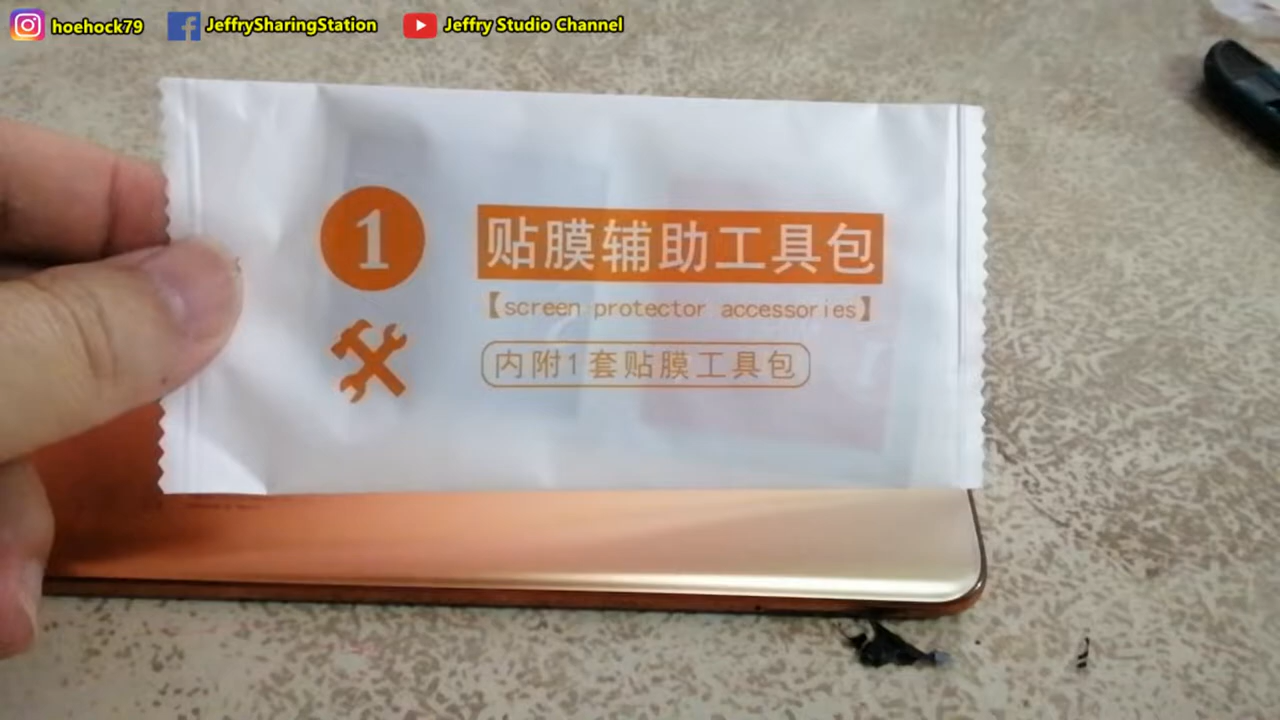 hoehock79 JeffrySharingStation Jeffry Studio Channel
1
贴膜辅助工具包
【screen protector accessories】
内附1套贴膜工具包